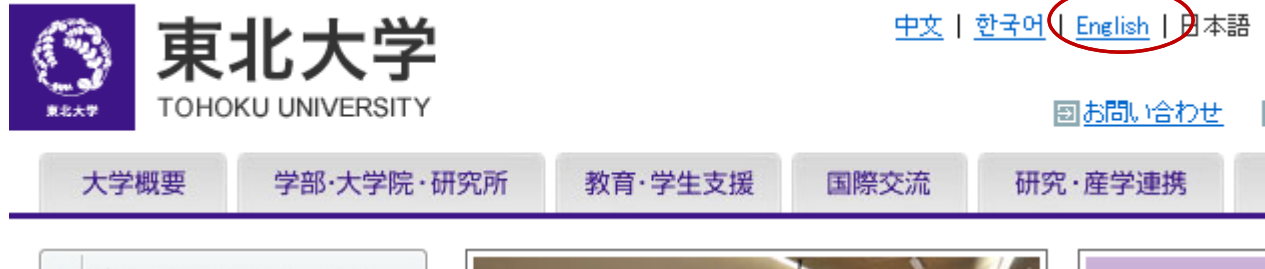 中文 | 한국어 | English | 日本語
東北大学
東北大学
TOHOKU UNIVERSITY
お問い合わせ
大学概要 学部·大学院·研究所 教育·学生支援 国際交流 研究·産学連携